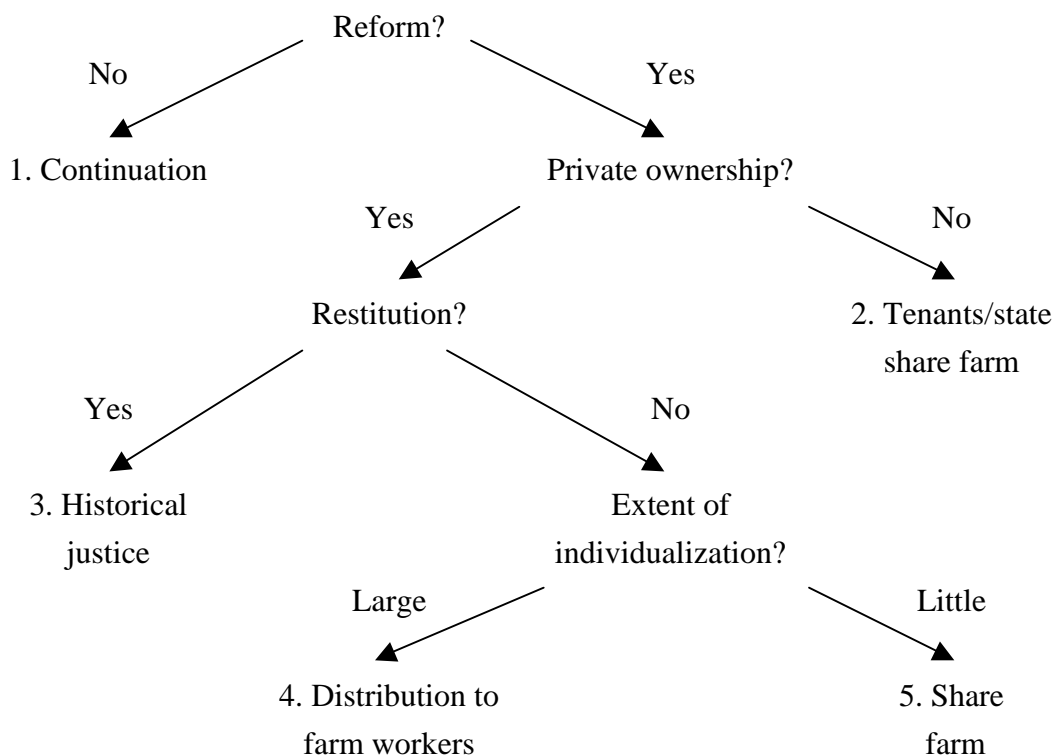 Reform?
No
Yes
1. Continuation
Private ownership?
Yes
No
Restitution?
2. Tenants/state
share farm
Yes
No
3. Historical
justice
Extent of
individualization?
Large
Little
4. Distribution to
farm workers
5. Share
farm